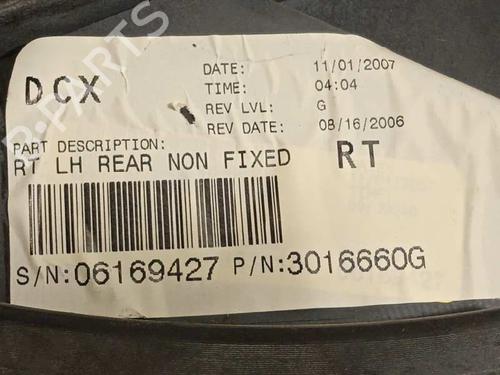 DCX
DATE: 11/01/2007
TIME: 04:04
REV LVL: G
REV DATE: 08/16/2006
PART DESCRIPTION:
RT LH REAR NON FIXED RT
S/N:06169427 P/N:3016660G